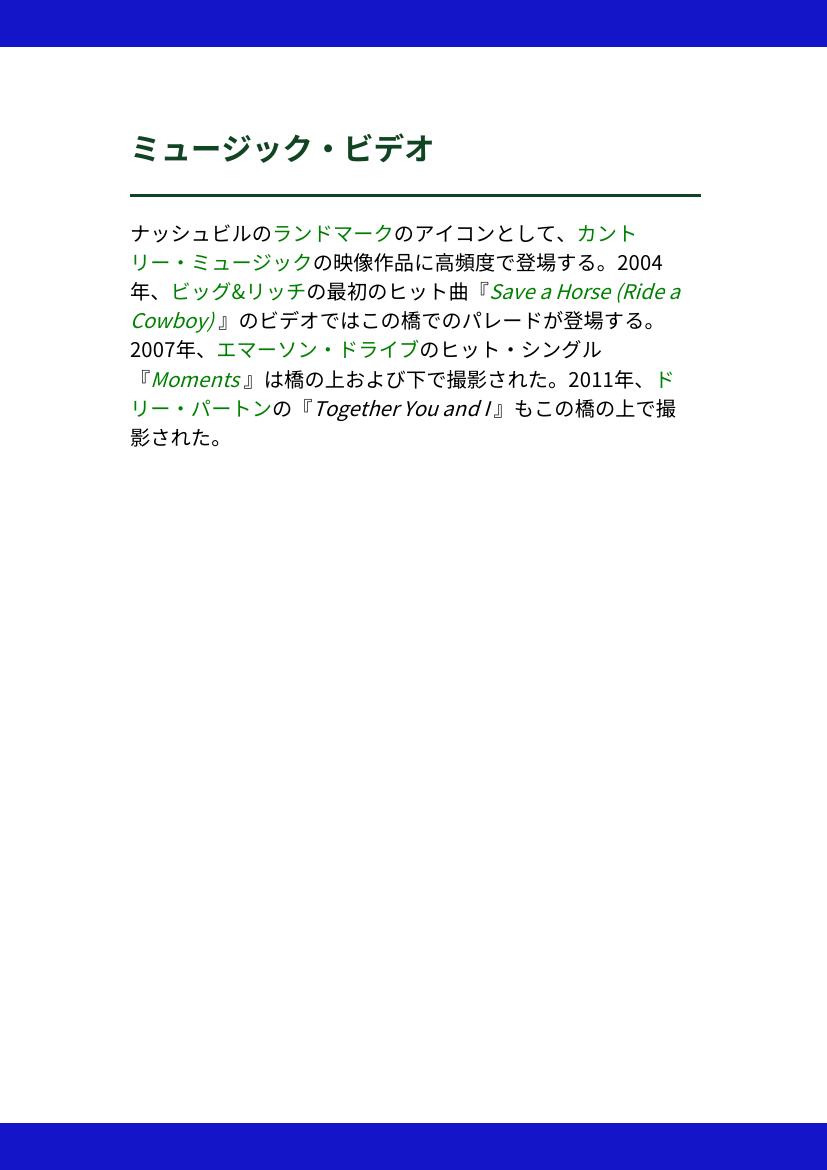 ミュージック・ビデオ
ナッシュビルのランドマークのアイコンとして、カント
リー・ミュージックの映像作品に高頻度で登場する。2004
年、ビッグ&リッチの最初のヒット曲『Save a Horse (Ride a
Cowboy) 』のビデオではこの橋でのパレードが登場する。
2007年、エマーソン・ドライブのヒット・シングル
『Moments 』は橋の上および下で撮影された。2011年、ド
リー・パートンの『Together You and I 』もこの橋の上で撮
影された。